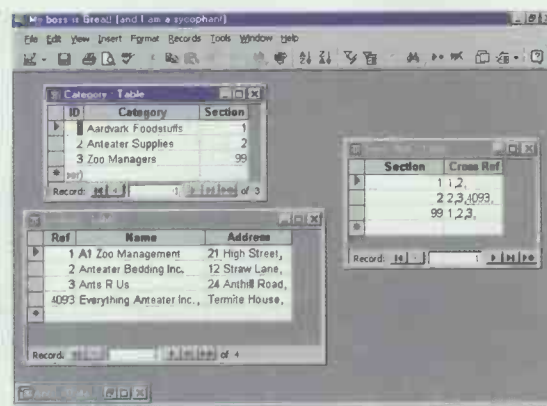 My boss is Great! (and I am a sycophant)
File Edit View Insert Format Records Tools Window Help
Category : Table
ID Category Section
Aardvark Foodstuffs 1
2 Anteater Supplies 2
3 Zoo Managers 99
Record: 1 of 3
Section Cross Ref
1 1,2,
2 2,3,4093,
99 1,2,3,
Record: 1
Ref Name Address
1 A1 Zoo Management 21 High Street,
2 Anteater Bedding Inc. 12 Straw Lane,
3 Ants R Us 24 Anthill Road,
4093 Everything Anteater Inc., Termite House,
Record: of 4